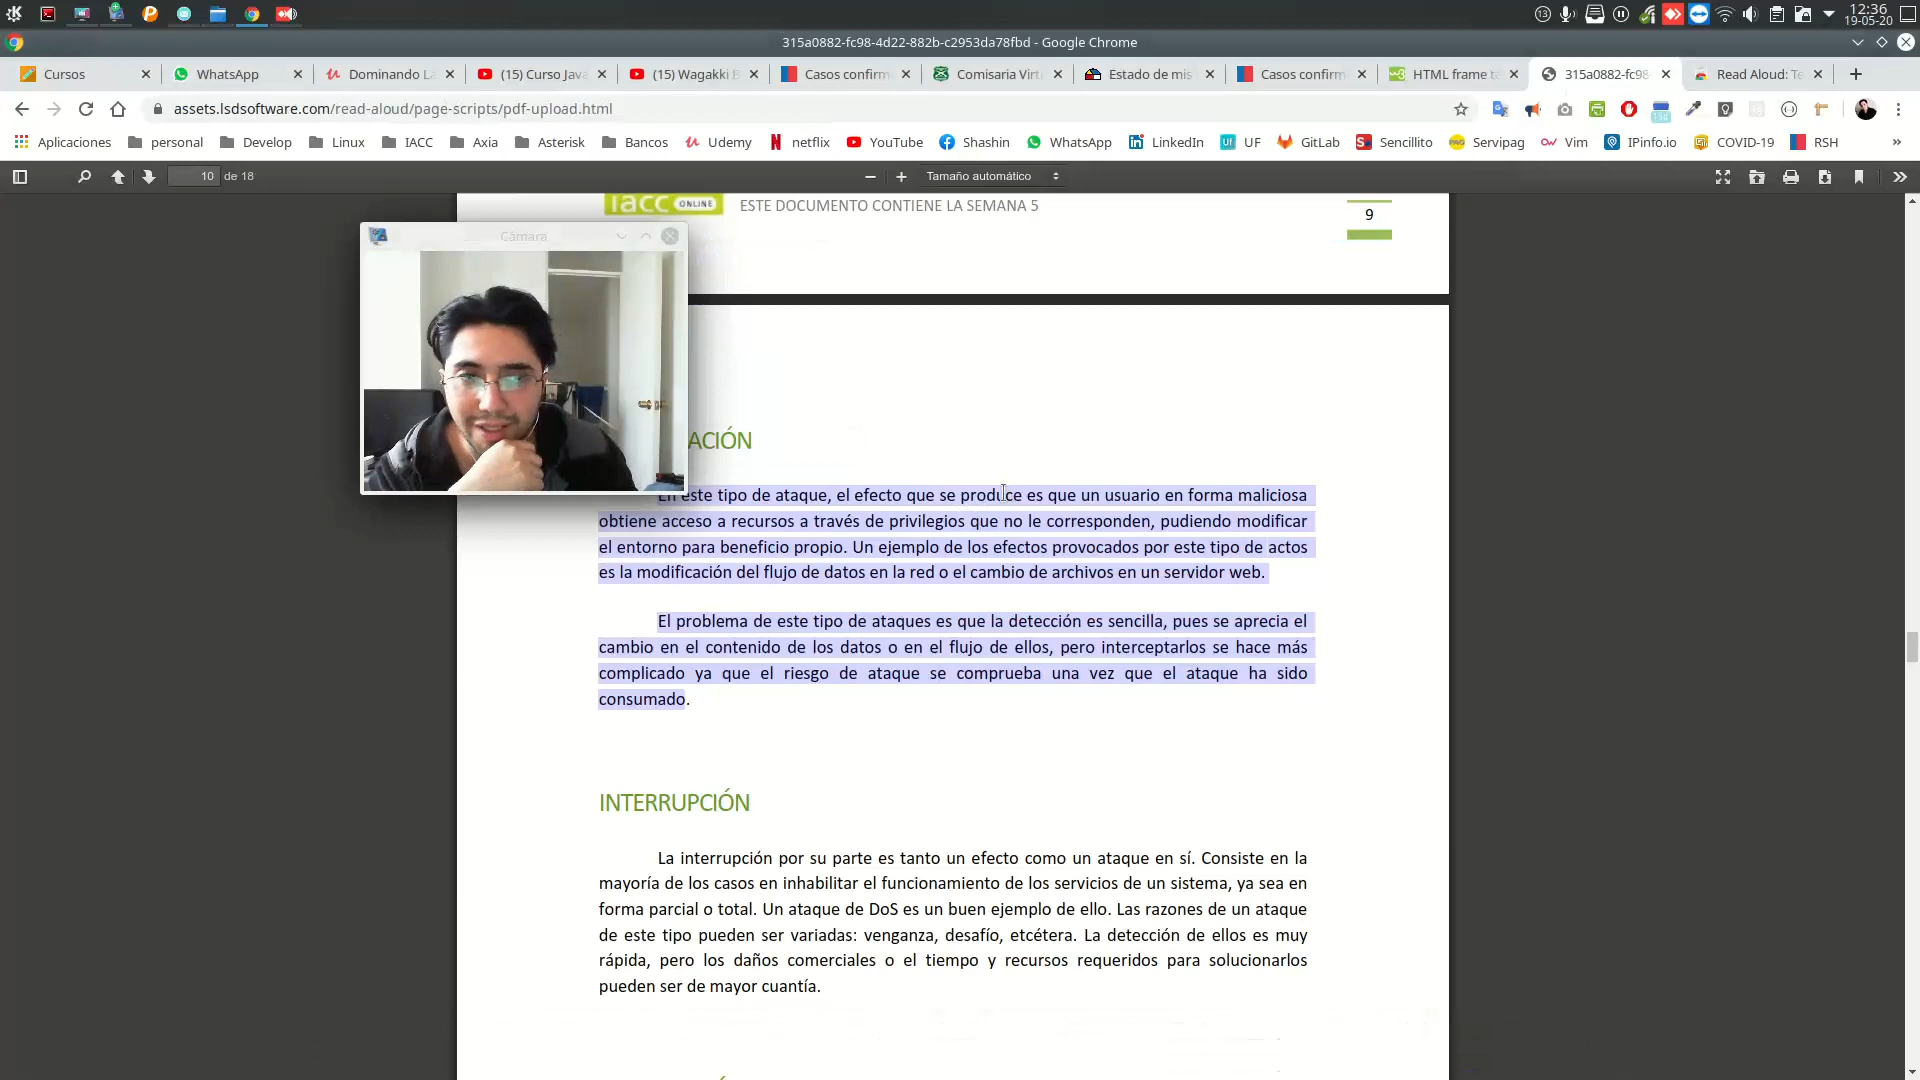 12:36
19-05-20
315a0882-fc98-4d22-882b-c2953da78fbd - Google Chrome
Cursos
WhatsApp
Dominando La
(15) Curso Java
(15) Wagakki B
Casos confirm
Comisaria Virt
Estado de mis
Casos confirm
HTML frame ta
315a0882-fc98
Read Aloud: Te
assets.lsdsoftware.com/read-aloud/page-scripts/pdf-upload.html
Aplicaciones
personal
Develop
Linux
IACC
Axia
Asterisk
Bancos
Udemy
netflix
YouTube
Shashin
WhatsApp
LinkedIn
UF
GitLab
Sencillito
Servipag
Vim
IPinfo.io
COVID-19
RSH
10 de 18
Tamaño automático
iacc ONLINE
ESTE DOCUMENTO CONTIENE LA SEMANA 5
9
Cámara
ACIÓN
En este tipo de ataque, el efecto que se produce es que un usuario en forma maliciosa
obtiene acceso a recursos a través de privilegios que no le corresponden, pudiendo modificar
el entorno para beneficio propio. Un ejemplo de los efectos provocados por este tipo de actos
es la modificación del flujo de datos en la red o el cambio de archivos en un servidor web.
El problema de este tipo de ataques es que la detección es sencilla, pues se aprecia el
cambio en el contenido de los datos o en el flujo de ellos, pero interceptarlos se hace más
complicado ya que el riesgo de ataque se comprueba una vez que el ataque ha sido
consumado.
INTERRUPCIÓN
La interrupción por su parte es tanto un efecto como un ataque en sí. Consiste en la
mayoría de los casos en inhabilitar el funcionamiento de los servicios de un sistema, ya sea en
forma parcial o total. Un ataque de DoS es un buen ejemplo de ello. Las razones de un ataque
de este tipo pueden ser variadas: venganza, desafío, etcétera. La detección de ellos es muy
rápida, pero los daños comerciales o el tiempo y recursos requeridos para solucionarlos
pueden ser de mayor cuantía.